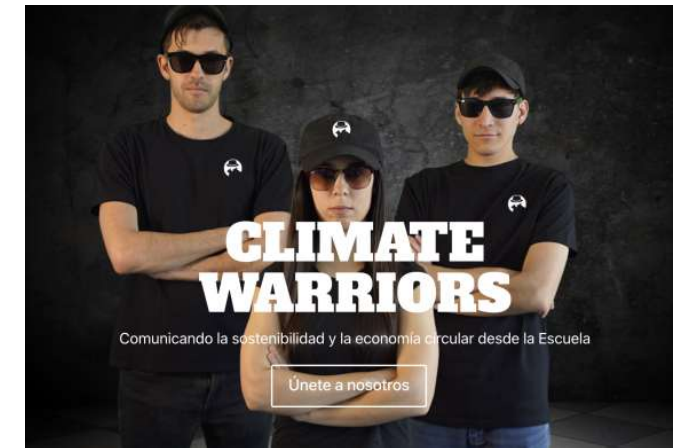 CLIMATE
WARRIORS
Comunicando la sostenibilidad y la economía circular desde la Escuela
Únete a nosotros